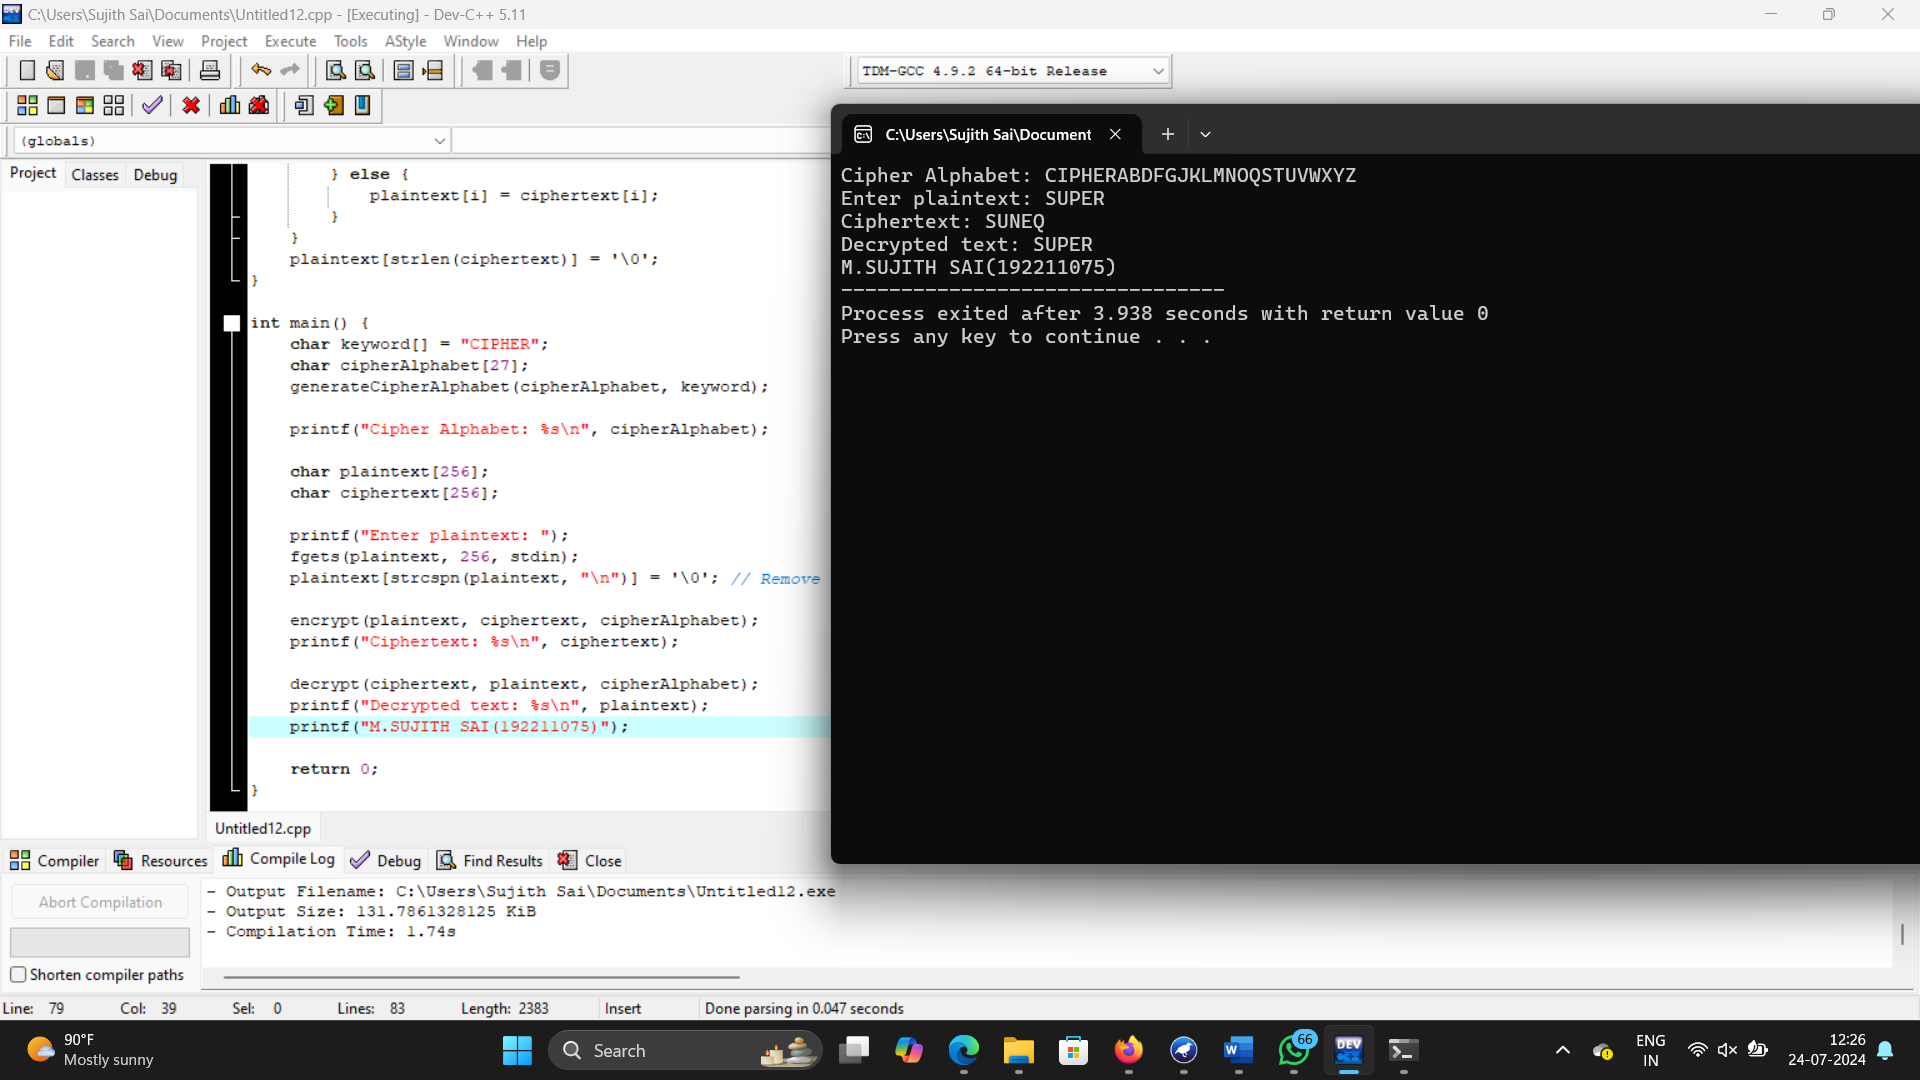 C:\Users\Sujith Sai\Documents\Untitled12.cpp - [Executing] - Dev-C++ 5.11
File Edit Search View Project Execute Tools AStyle Window Help
TDM-GCC 4.9.2 64-bit Release
(globals)
Project Classes Debug
} else {
plaintext[i] = ciphertext[i];
}
}
plaintext[strlen(ciphertext)] = '\0';
}
int main() {
char keyword[] = "CIPHER";
char cipherAlphabet[27];
generateCipherAlphabet(cipherAlphabet, keyword);
printf("Cipher Alphabet: %s\n", cipherAlphabet);
char plaintext[256];
char ciphertext[256];
printf("Enter plaintext: ");
fgets(plaintext, 256, stdin);
plaintext[strcspn(plaintext, "\n")] = '\0'; // Remove
encrypt(plaintext, ciphertext, cipherAlphabet);
printf("Ciphertext: %s\n", ciphertext);
decrypt(ciphertext, plaintext, cipherAlphabet);
printf("Decrypted text: %s\n", plaintext);
printf("M.SUJITH SAI(192211075)");
return 0;
}
Untitled12.cpp
C:\Users\Sujith Sai\Document
Cipher Alphabet: CIPHERABDFGJKLMNOQSTUVWXYZ
Enter plaintext: SUPER
Ciphertext: SUNEQ
Decrypted text: SUPER
M.SUJITH SAI(192211075)
--------------------------------
Process exited after 3.938 seconds with return value 0
Press any key to continue . . .
Compiler Resources Compile Log Debug Find Results Close
Abort Compilation
Shorten compiler paths
- Output Filename: C:\Users\Sujith Sai\Documents\Untitled12.exe
- Output Size: 131.7861328125 KiB
- Compilation Time: 1.74s
Line: 79 Col: 39 Sel: 0 Lines: 83 Length: 2383 Insert Done parsing in 0.047 seconds
90°F
Mostly sunny
Search
66
DEV
C++
ENG
IN
12:26
24-07-2024